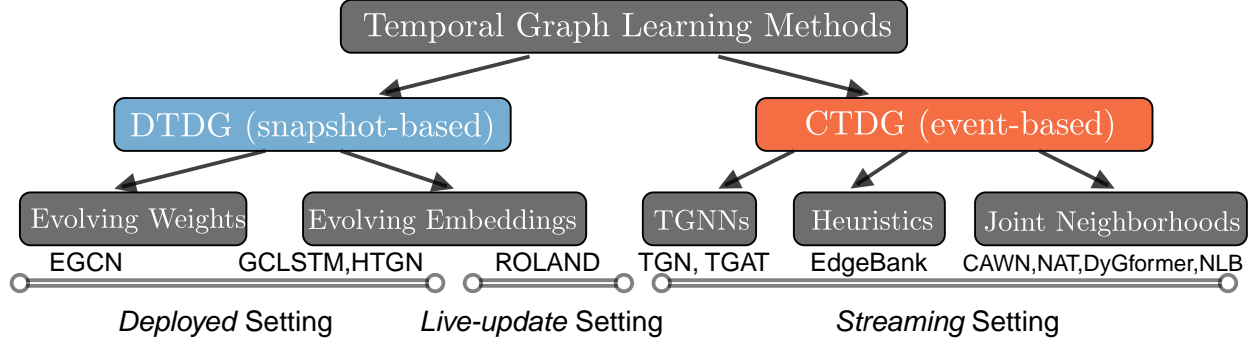 Temporal Graph Learning Methods
DTDG (snapshot-based)
CTDG (event-based)
Evolving Weights
Evolving Embeddings
TGNNs
Heuristics
Joint Neighborhoods
EGCN
GCLSTM,HTGN
ROLAND
TGN, TGAT
EdgeBank
CAWN,NAT,DyGformer,NLB
Deployed Setting
Live-update Setting
Streaming Setting